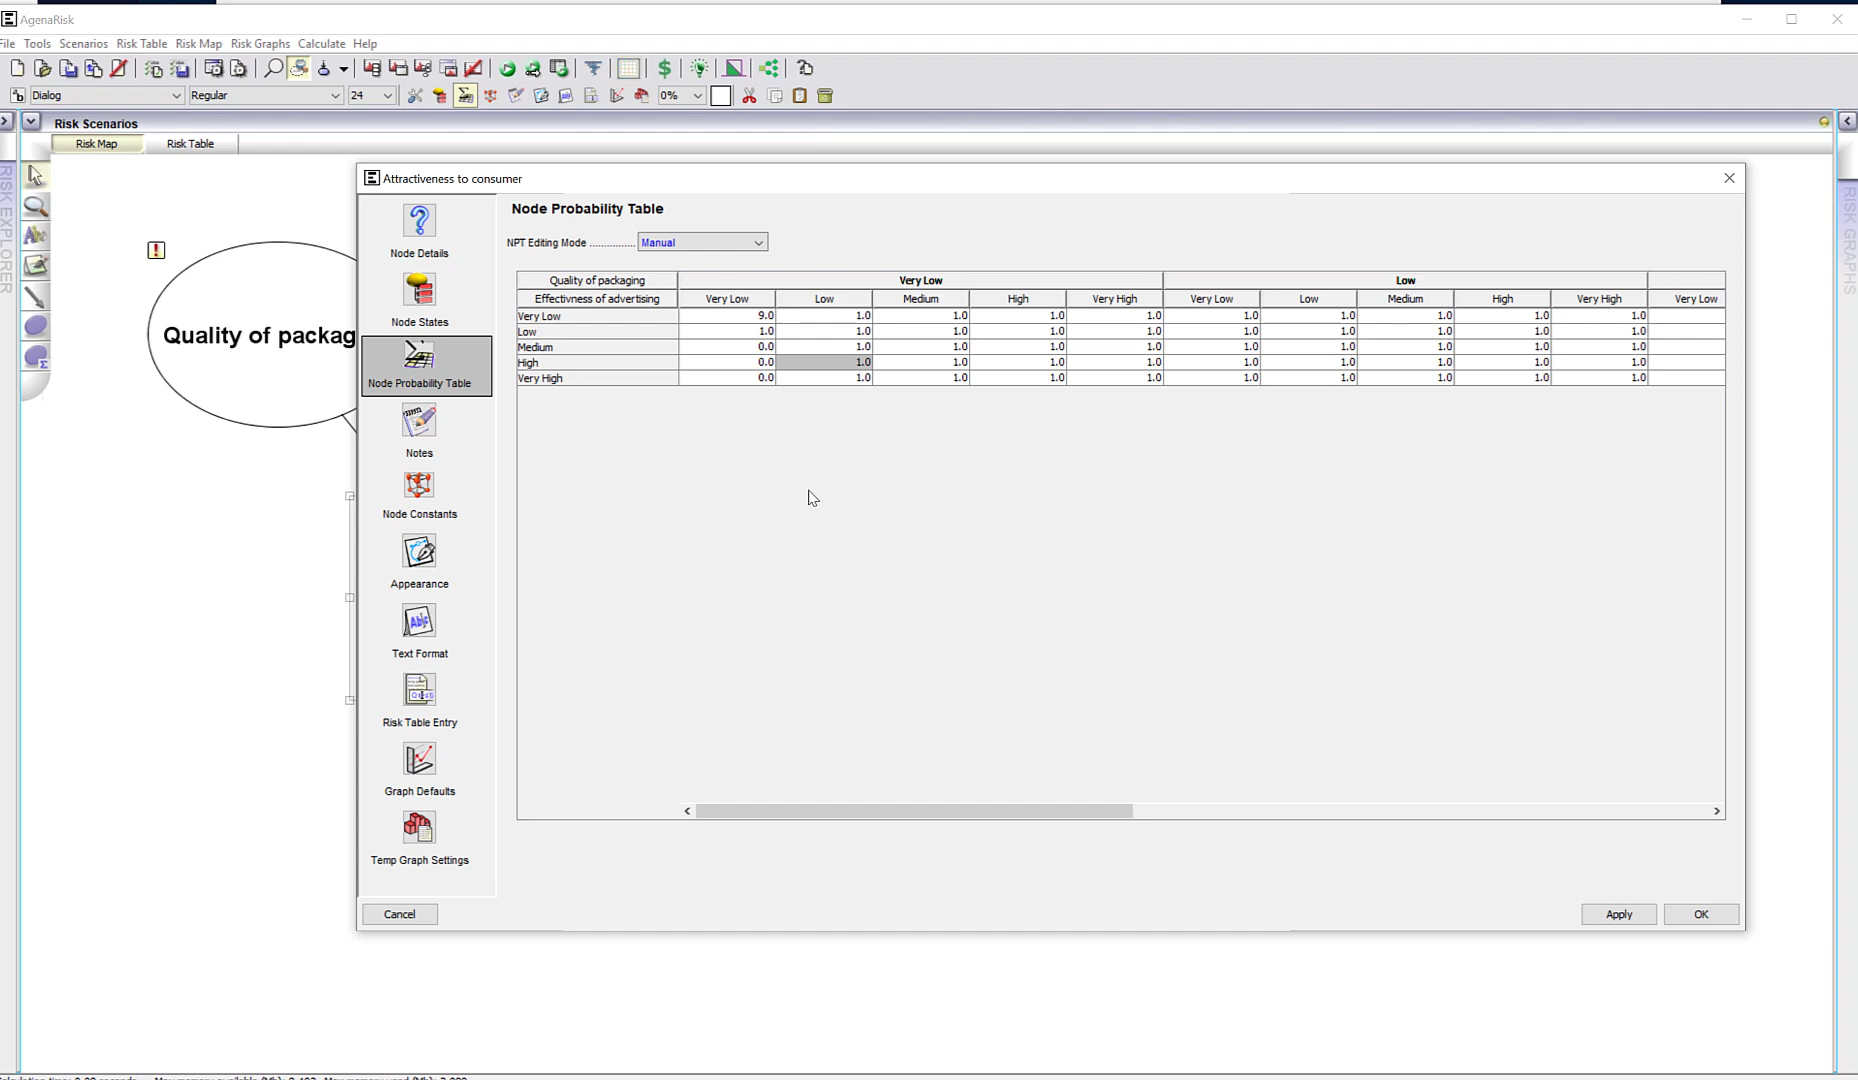 AgenaRisk
File Tools Scenarios Risk Table Risk Map Risk Graphs Calculate Help
Dialog Regular 24 0%
Risk Scenarios
Risk Map Risk Table
RISK EXPLORER
RISK GRAPHS
Abc
Quality of packag
Attractiveness to consumer
Node Details
Node States
Node Probability Table
Notes
Node Constants
Appearance
Text Format
Risk Table Entry
Graph Defaults
Temp Graph Settings
Node Probability Table
NPT Editing Mode ............... Manual
Quality of packaging Very Low Low
Effectivness of advertising Very Low Low Medium High Very High Very Low Low Medium High Very High Very Low
Very Low 9.0 1.0 1.0 1.0 1.0 1.0 1.0 1.0 1.0 1.0
Low 1.0 1.0 1.0 1.0 1.0 1.0 1.0 1.0 1.0 1.0
Medium 0.0 1.0 1.0 1.0 1.0 1.0 1.0 1.0 1.0 1.0
High 0.0 1.0 1.0 1.0 1.0 1.0 1.0 1.0 1.0 1.0
Very High 0.0 1.0 1.0 1.0 1.0 1.0 1.0 1.0 1.0 1.0
Cancel Apply OK